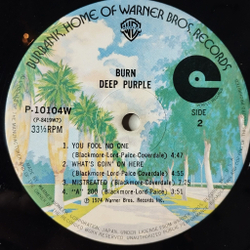 BURBANK, HOME OF WARNER BROS. RECORDS
BURN
DEEP PURPLE
P-10104W
(P-8419W2)
33⅓RPM
SIDE
2
1. YOU FOOL NO ONE
(Blackmore-Lord-Paice-Coverdale) 4:47
2. WHAT'S GOIN' ON HERE
(Blackmore-Lord-Paice-Coverdale) 4:55
3. MISTREATED (Blackmore-Coverdale) 7:25
4. "A" 200 (Blackmore-Lord-Paice) 3:51
℗ 1974 Warner Bros. Records Inc.